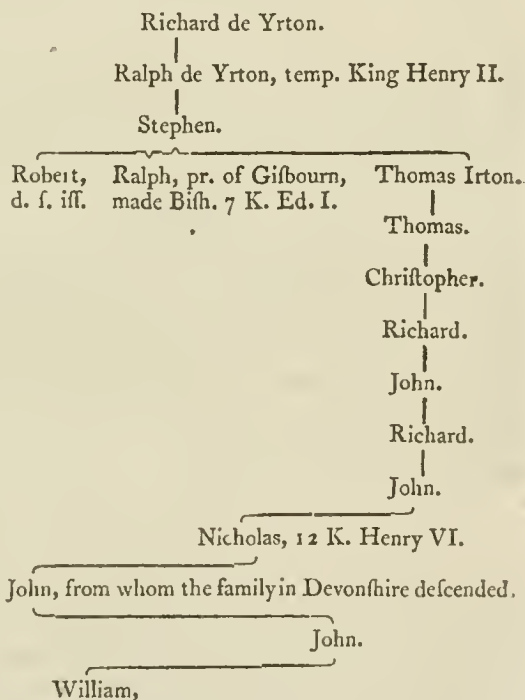 Richard de Yrton.
Ralph de Yrton, temp. King Henry II.
Stephen.
Robert, Ralph, pr. of Giſbourn, Thomas Irton.
d. ſ. iſſ. made Biſh. 7 K. Ed. I.
Thomas.
Chriſtopher.
Richard.
John.
Richard.
John.
Nicholas, 12 K. Henry VI.
John, from whom the family in Devonſhire deſcended.
John.
William,